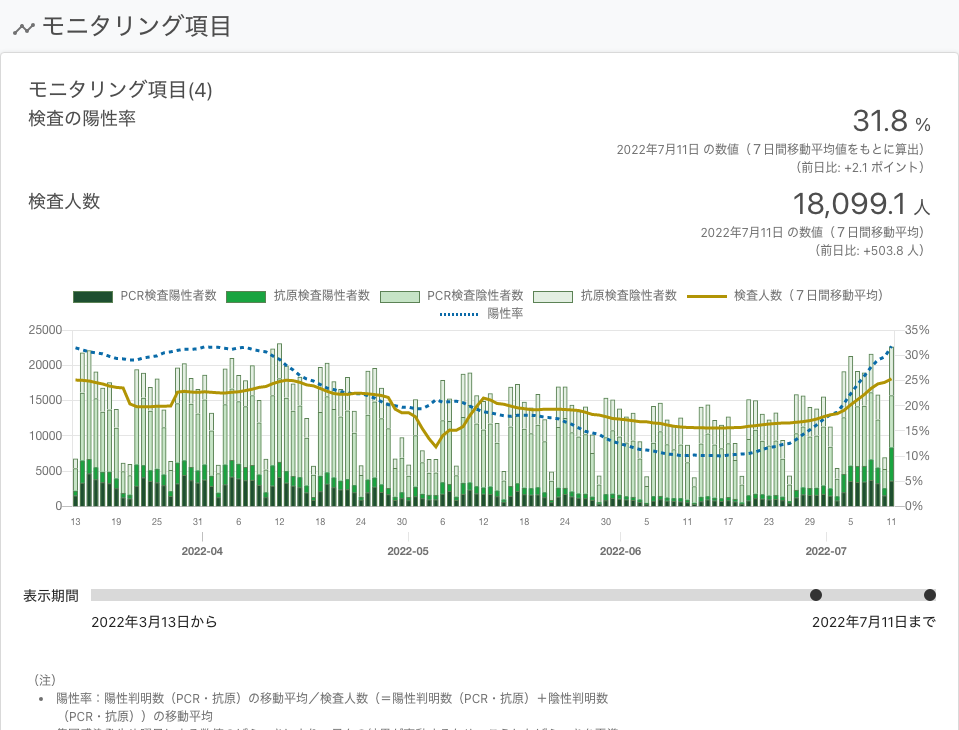 モニタリング項目
モニタリング項目(4)
検査の陽性率
31.8 %
2022年7月11日 の数値（７日間移動平均値をもとに算出）
（前日比: +2.1 ポイント）
検査人数
18,099.1 人
2022年7月11日 の数値（７日間移動平均）
（前日比: +503.8 人）
PCR検査陽性者数 抗原検査陽性者数 PCR検査陰性者数 抗原検査陰性者数 検査人数（７日間移動平均）
陽性率
25000 35%
30%
20000
25%
15000 20%
15%
10000
10%
5000
5%
0 0%
13 19 25 31 6 12 18 24 30 6 12 18 24 30 5 11 17 23 29 5 11
2022-04 2022-05 2022-06 2022-07
表示期間
2022年3月13日から 2022年7月11日まで
（注）
• 陽性率：陽性判明数（PCR・抗原）の移動平均／検査人数（＝陽性判明数（PCR・抗原）＋陰性判明数
（PCR・抗原））の移動平均